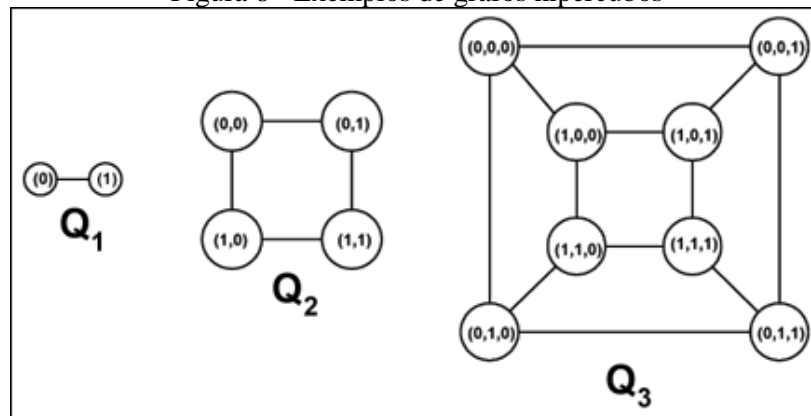 Figura 8 - Exemplos de grafos hipercubos
(0,0,0) (0,0,1)
(0,0) (0,1) (1,0,0) (1,0,1)
(0) (1)
Q1
(1,0) (1,1) (1,1,0) (1,1,1)
Q2
(0,1,0) (0,1,1)
Q3